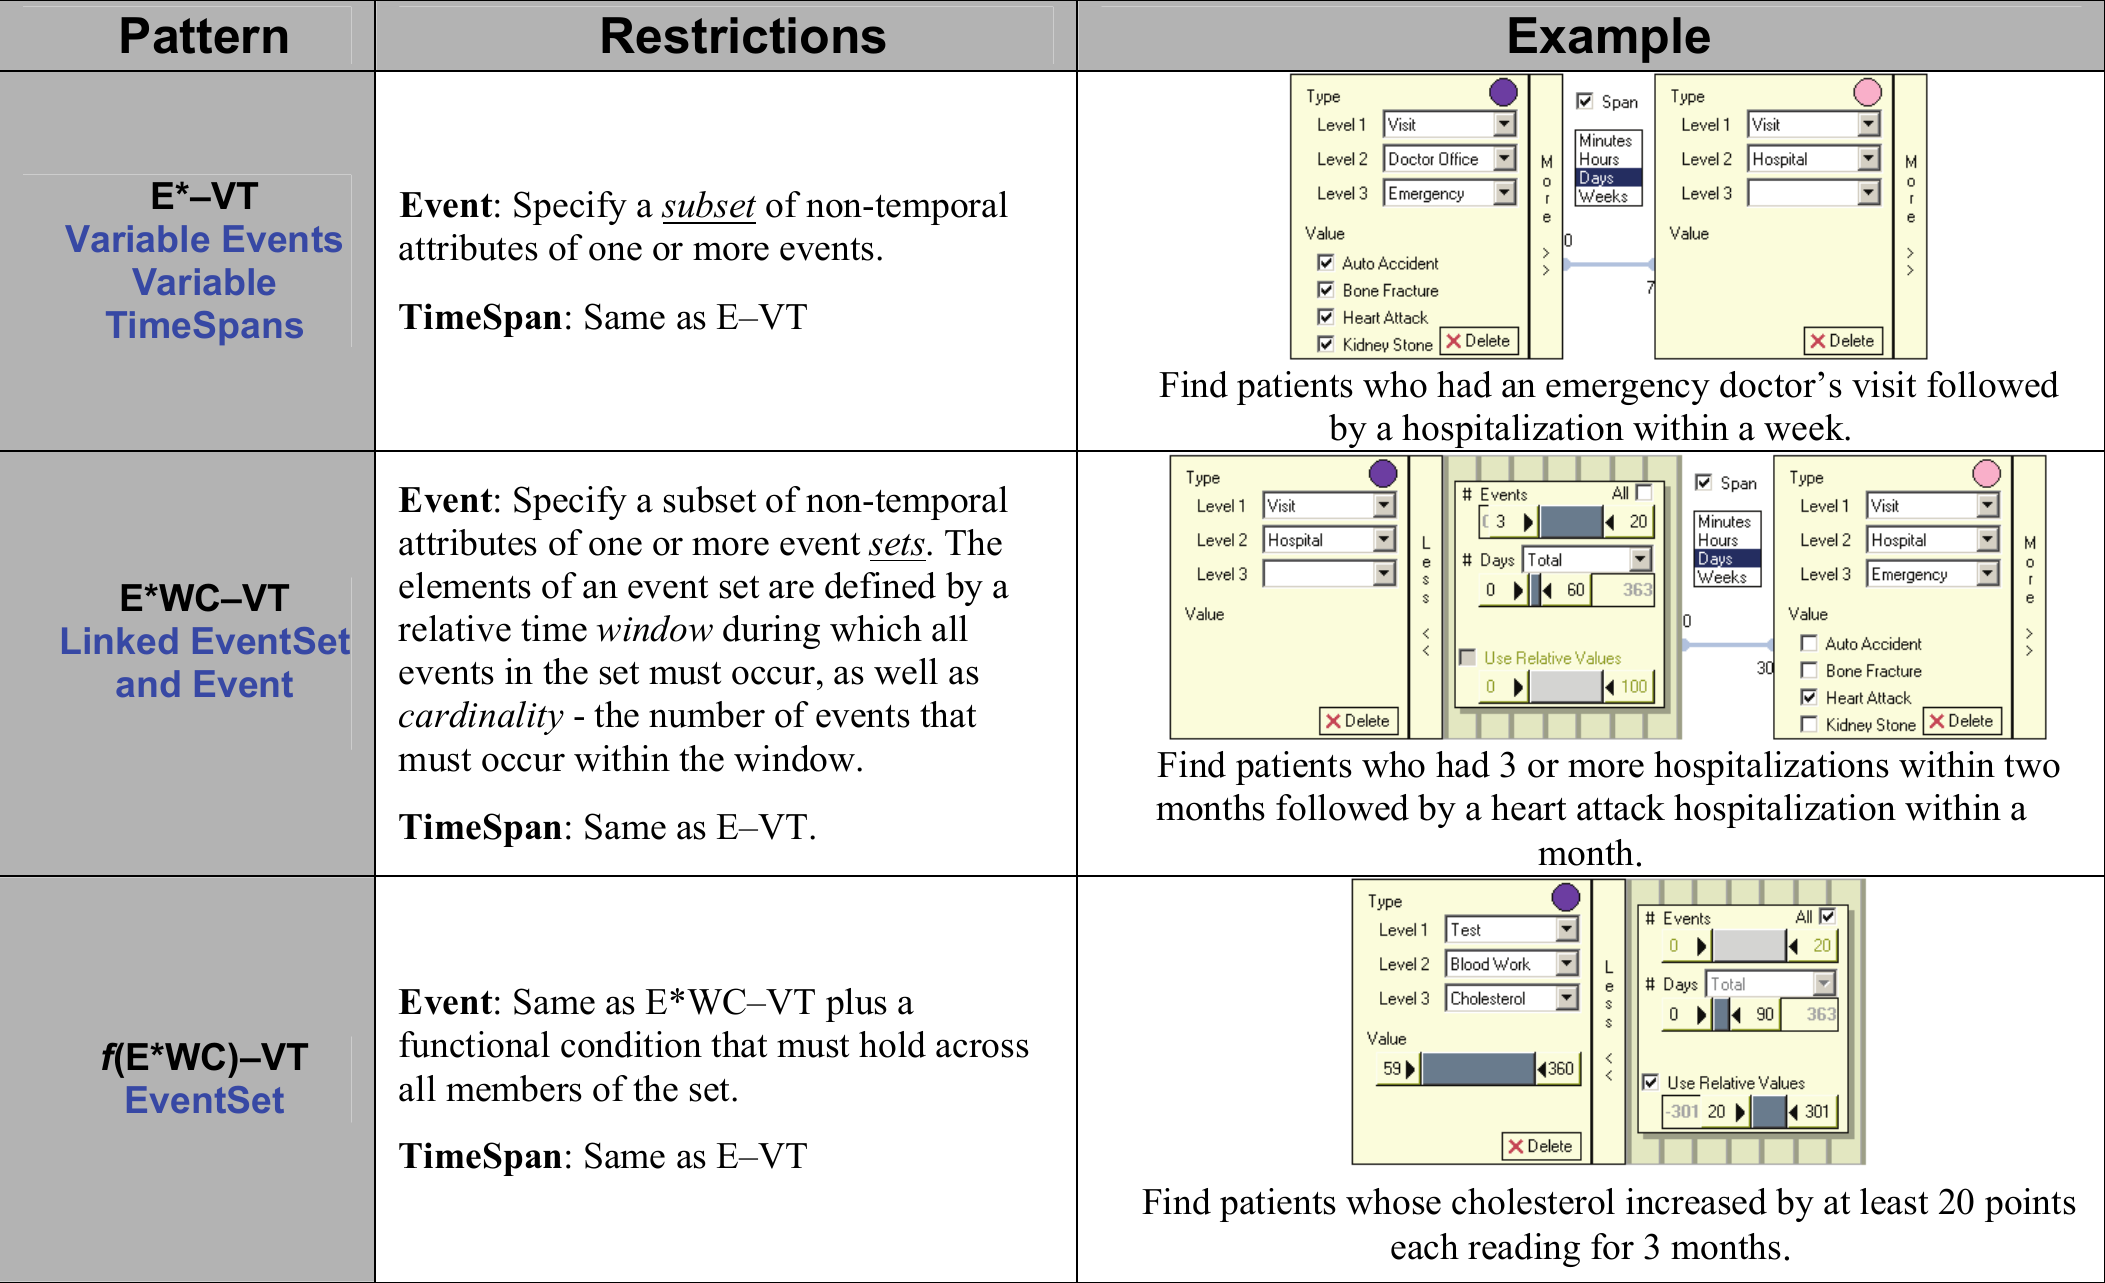 Pattern
Restrictions
Example
E*–VT
Variable Events
Variable
TimeSpans
Event: Specify a subset of non-temporal
attributes of one or more events.
TimeSpan: Same as E–VT
Type
Level 1 Visit
Level 2 Doctor Office
Level 3 Emergency
Value
Auto Accident
Bone Fracture
Heart Attack
Kidney Stone
Delete
More >>
Span
Minutes
Hours
Days
Weeks
0
7
Type
Level 1 Visit
Level 2 Hospital
Level 3
Value
Delete
More >>
Find patients who had an emergency doctor’s visit followed
by a hospitalization within a week.
E*WC–VT
Linked EventSet
and Event
Event: Specify a subset of non-temporal
attributes of one or more event sets. The
elements of an event set are defined by a
relative time window during which all
events in the set must occur, as well as
cardinality - the number of events that
must occur within the window.
TimeSpan: Same as E–VT.
Type
Level 1 Visit
Level 2 Hospital
Level 3
Value
Delete
Less <<
# Events All
3 20
# Days Total
0 60 363
Use Relative Values
0 100
Span
Minutes
Hours
Days
Weeks
0
30
Type
Level 1 Visit
Level 2 Hospital
Level 3 Emergency
Value
Auto Accident
Bone Fracture
Heart Attack
Kidney Stone
Delete
More >>
Find patients who had 3 or more hospitalizations within two
months followed by a heart attack hospitalization within a
month.
f(E*WC)–VT
EventSet
Event: Same as E*WC–VT plus a
functional condition that must hold across
all members of the set.
TimeSpan: Same as E–VT
Type
Level 1 Test
Level 2 Blood Work
Level 3 Cholesterol
Value
59 360
Delete
Less <<
# Events All
0 20
# Days Total
0 90 363
Use Relative Values
-301 20 301
Find patients whose cholesterol increased by at least 20 points
each reading for 3 months.